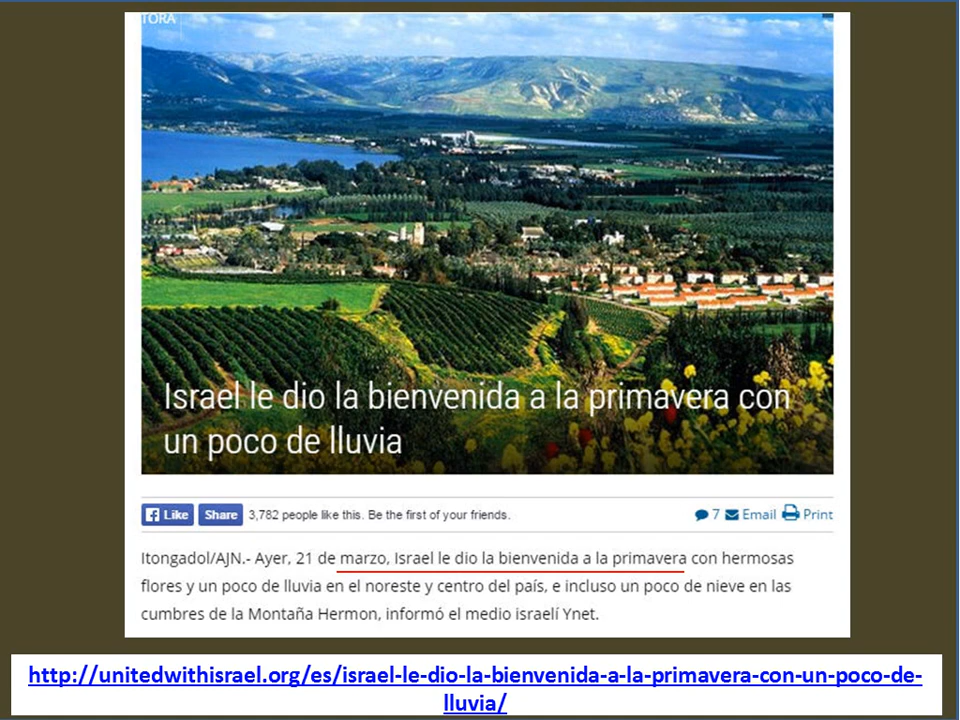 TORA
Israel le dio la bienvenida a la primavera con
un poco de lluvia
Like Share 3,782 people like this. Be the first of your friends. 7 Email Print
Itongadol/AJN.- Ayer, 21 de marzo, Israel le dio la bienvenida a la primavera con hermosas
flores y un poco de lluvia en el noreste y centro del país, e incluso un poco de nieve en las
cumbres de la Montaña Hermon, informó el medio israelí Ynet.
http://unitedwithisrael.org/es/israel-le-dio-la-bienvenida-a-la-primavera-con-un-poco-de-
lluvia/